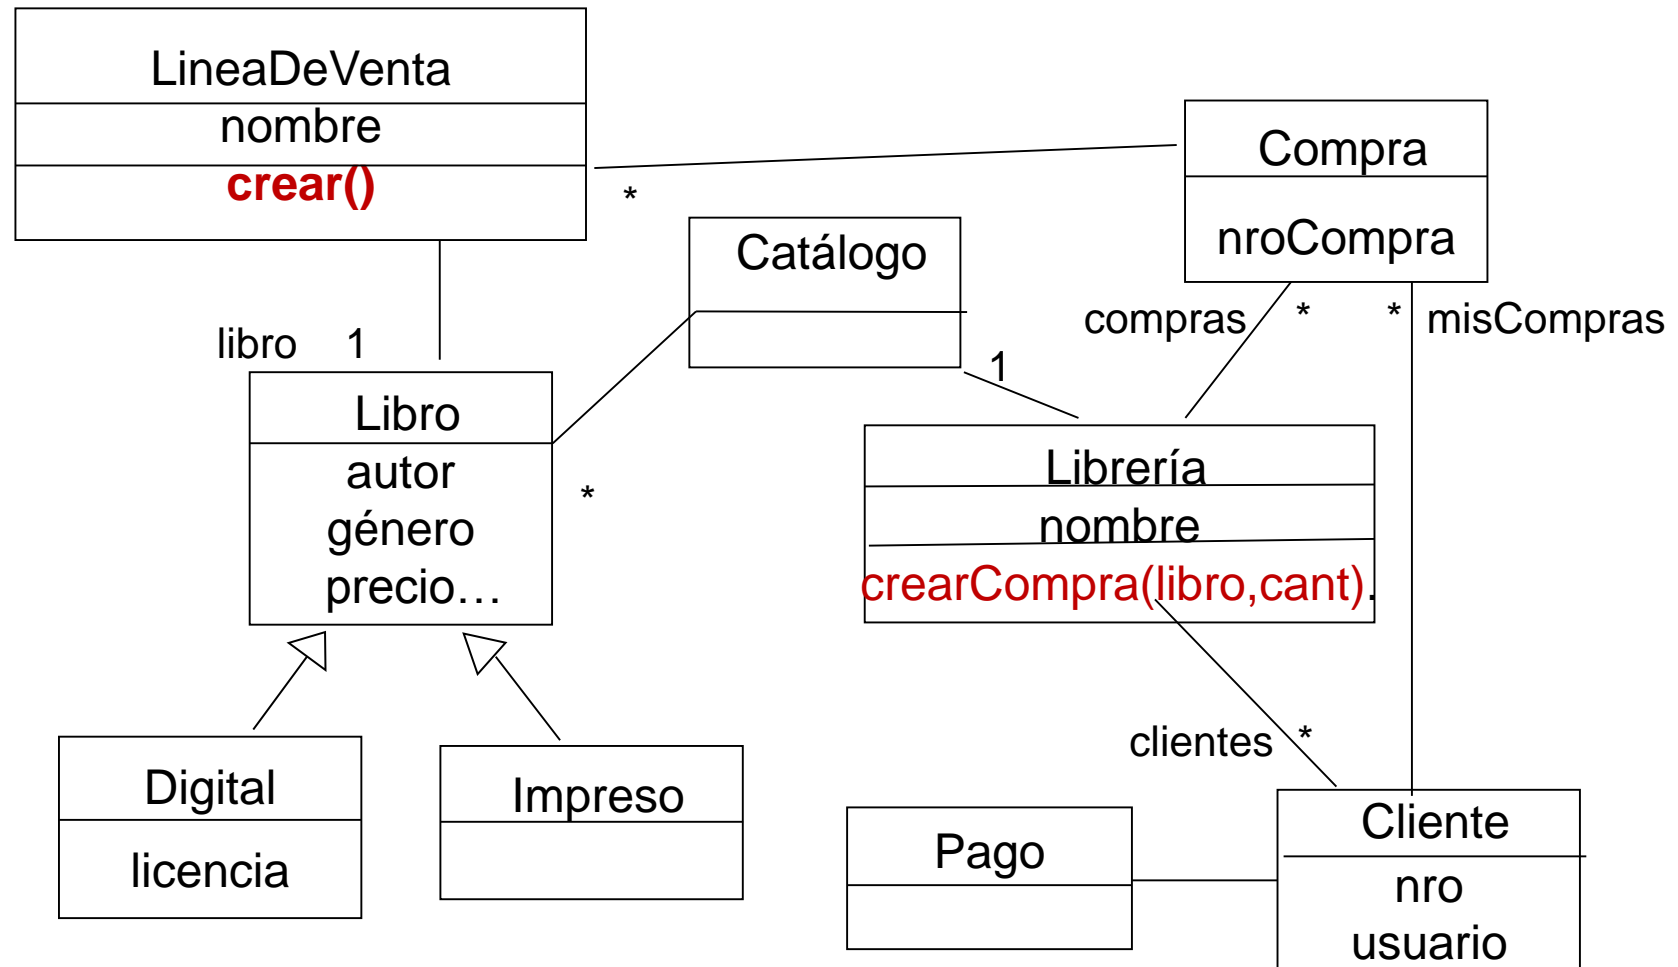 LineaDeVenta
nombre
crear()
*
Compra
nroCompra
Catálogo
compras
*
*
misCompras
libro
1
1
Libro
autor
género
precio…
*
Librería
nombre
crearCompra(libro,cant).
clientes
*
Digital
licencia
Impreso
Pago
Cliente
nro
usuario